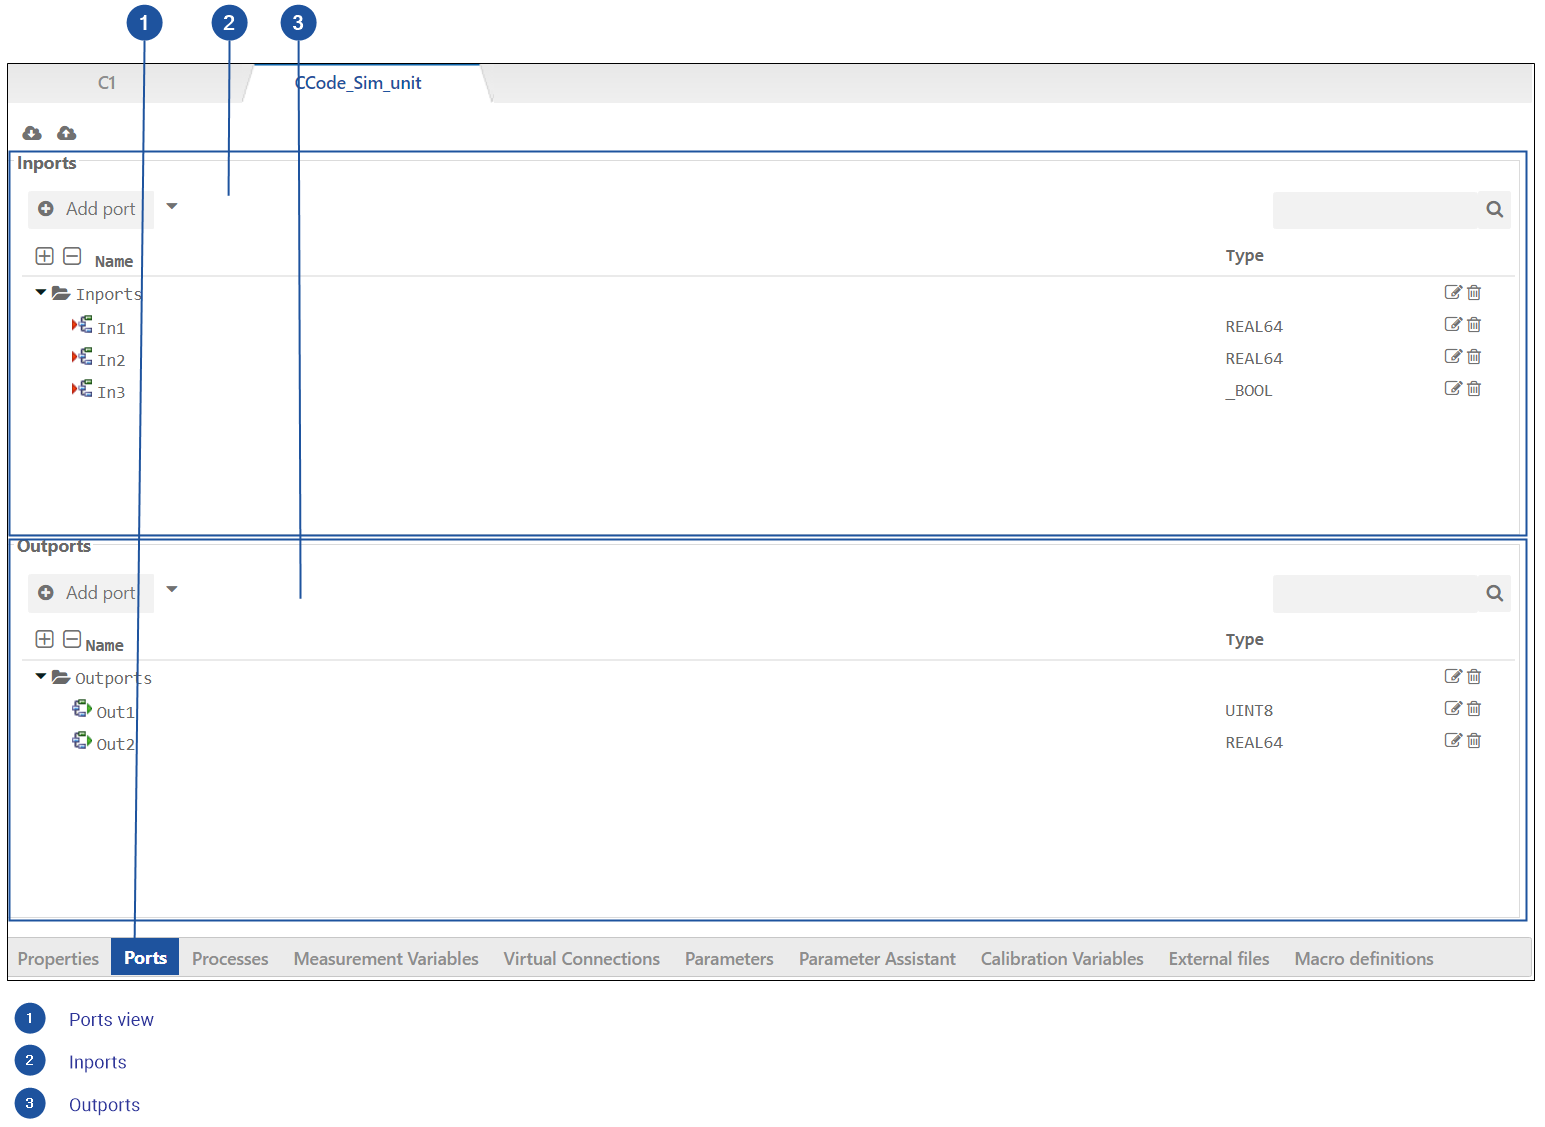 1 2 3
C1 CCode_Sim_unit
Inports
Add port
Name Type
Inports
In1 REAL64
In2 REAL64
In3 _BOOL
Outports
Add port
Name Type
Outports
Out1 UINT8
Out2 REAL64
Properties Ports Processes Measurement Variables Virtual Connections Parameters Parameter Assistant Calibration Variables External files Macro definitions
1 Ports view
2 Inports
3 Outports